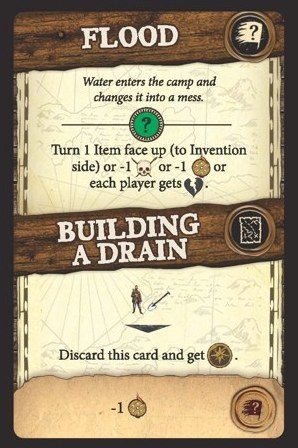 ?
FLOOD
Water enters the camp and
changes it into a mess.
?
Turn 1 Item face up (to Invention
side) or -1 or -1 or
each player gets .
BUILDING
A DRAIN
Discard this card and get .
-1
?